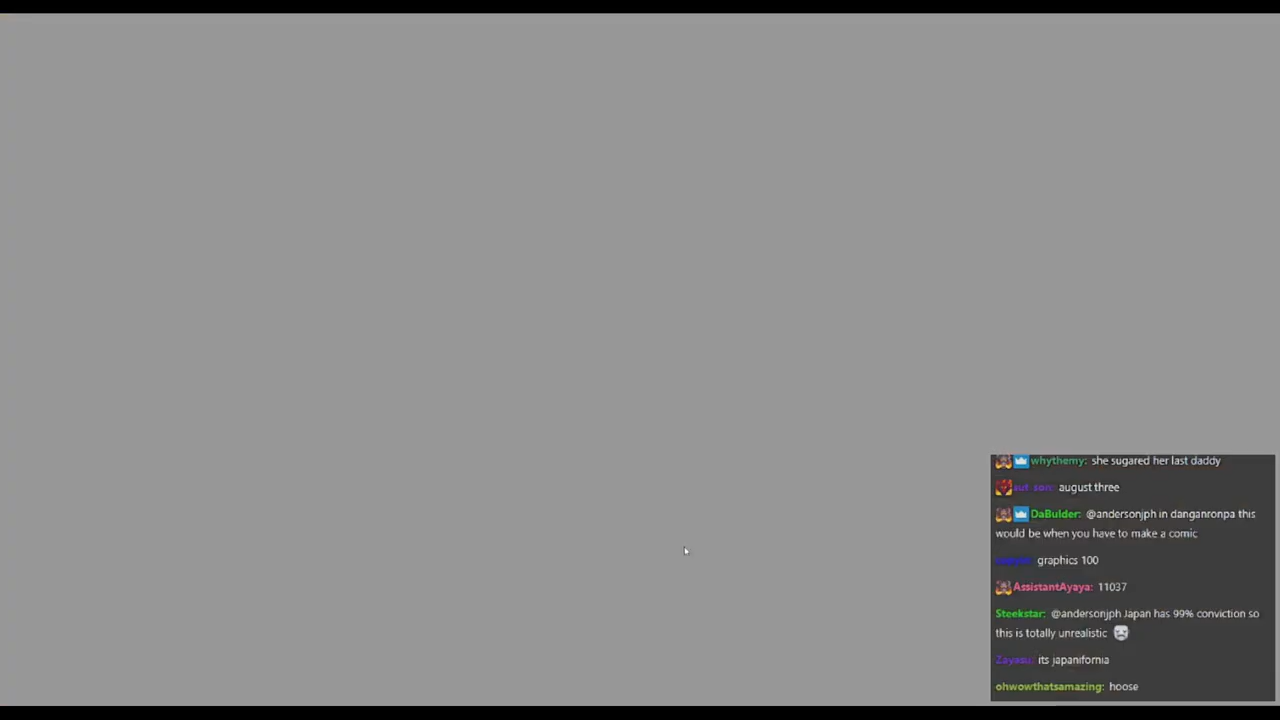 whythemy: she sugared her last daddy
sut_son: august three
DaBulder: @andersonjph in danganronpa this
would be when you have to make a comic
graphics 100
AssistantAyaya: 11037
Steekstar: @andersonjph Japan has 99% conviction so
this is totally unrealistic
Zayasu: its japanifornia
ohwowthatsamazing: hoose